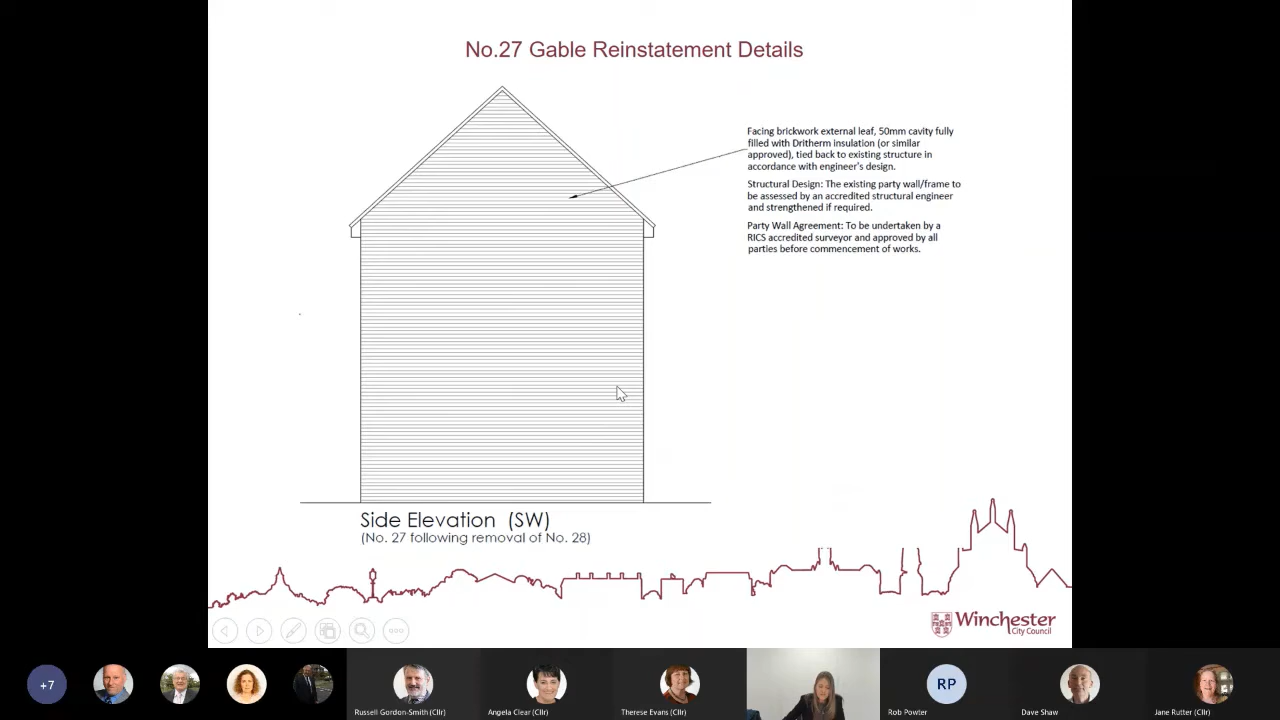 No.27 Gable Reinstatement Details
Facing brickwork external leaf, 50mm cavity fully
filled with Dritherm insulation (or similar
approved), tied back to existing structure in
accordance with engineer's design.
Structural Design: The existing party wall/frame to
be assessed by an accredited structural engineer
and strengthened if required.
Party Wall Agreement: To be undertaken by a
RICS accredited surveyor and approved by all
parties before commencement of works.
Side Elevation (SW)
(No. 27 following removal of No. 28)
Winchester
City Council
+7
RP
Russell Gordon-Smith (Cllr)
Angela Clear (Cllr)
Therese Evans (Cllr)
Rob Powter
Dave Shaw
Jane Rutter (Cllr)